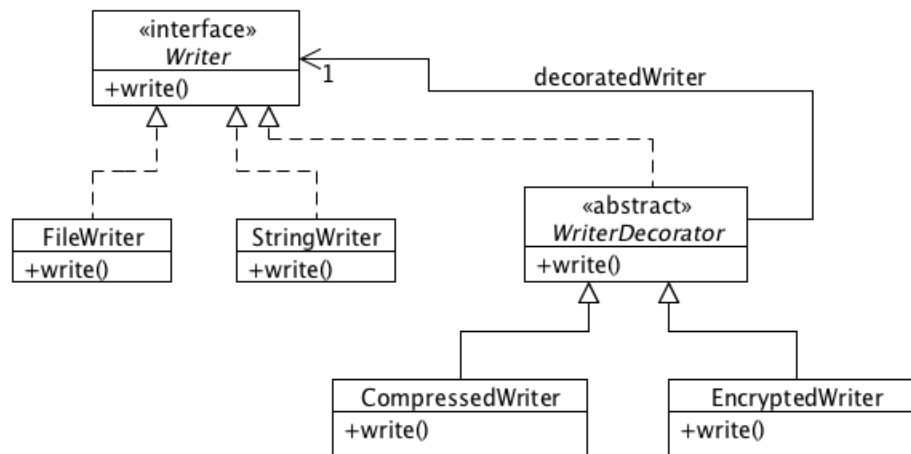 «interface»
Writer
+write()
1
decoratedWriter
FileWriter
+write()
StringWriter
+write()
«abstract»
WriterDecorator
+write()
CompressedWriter
+write()
EncryptedWriter
+write()